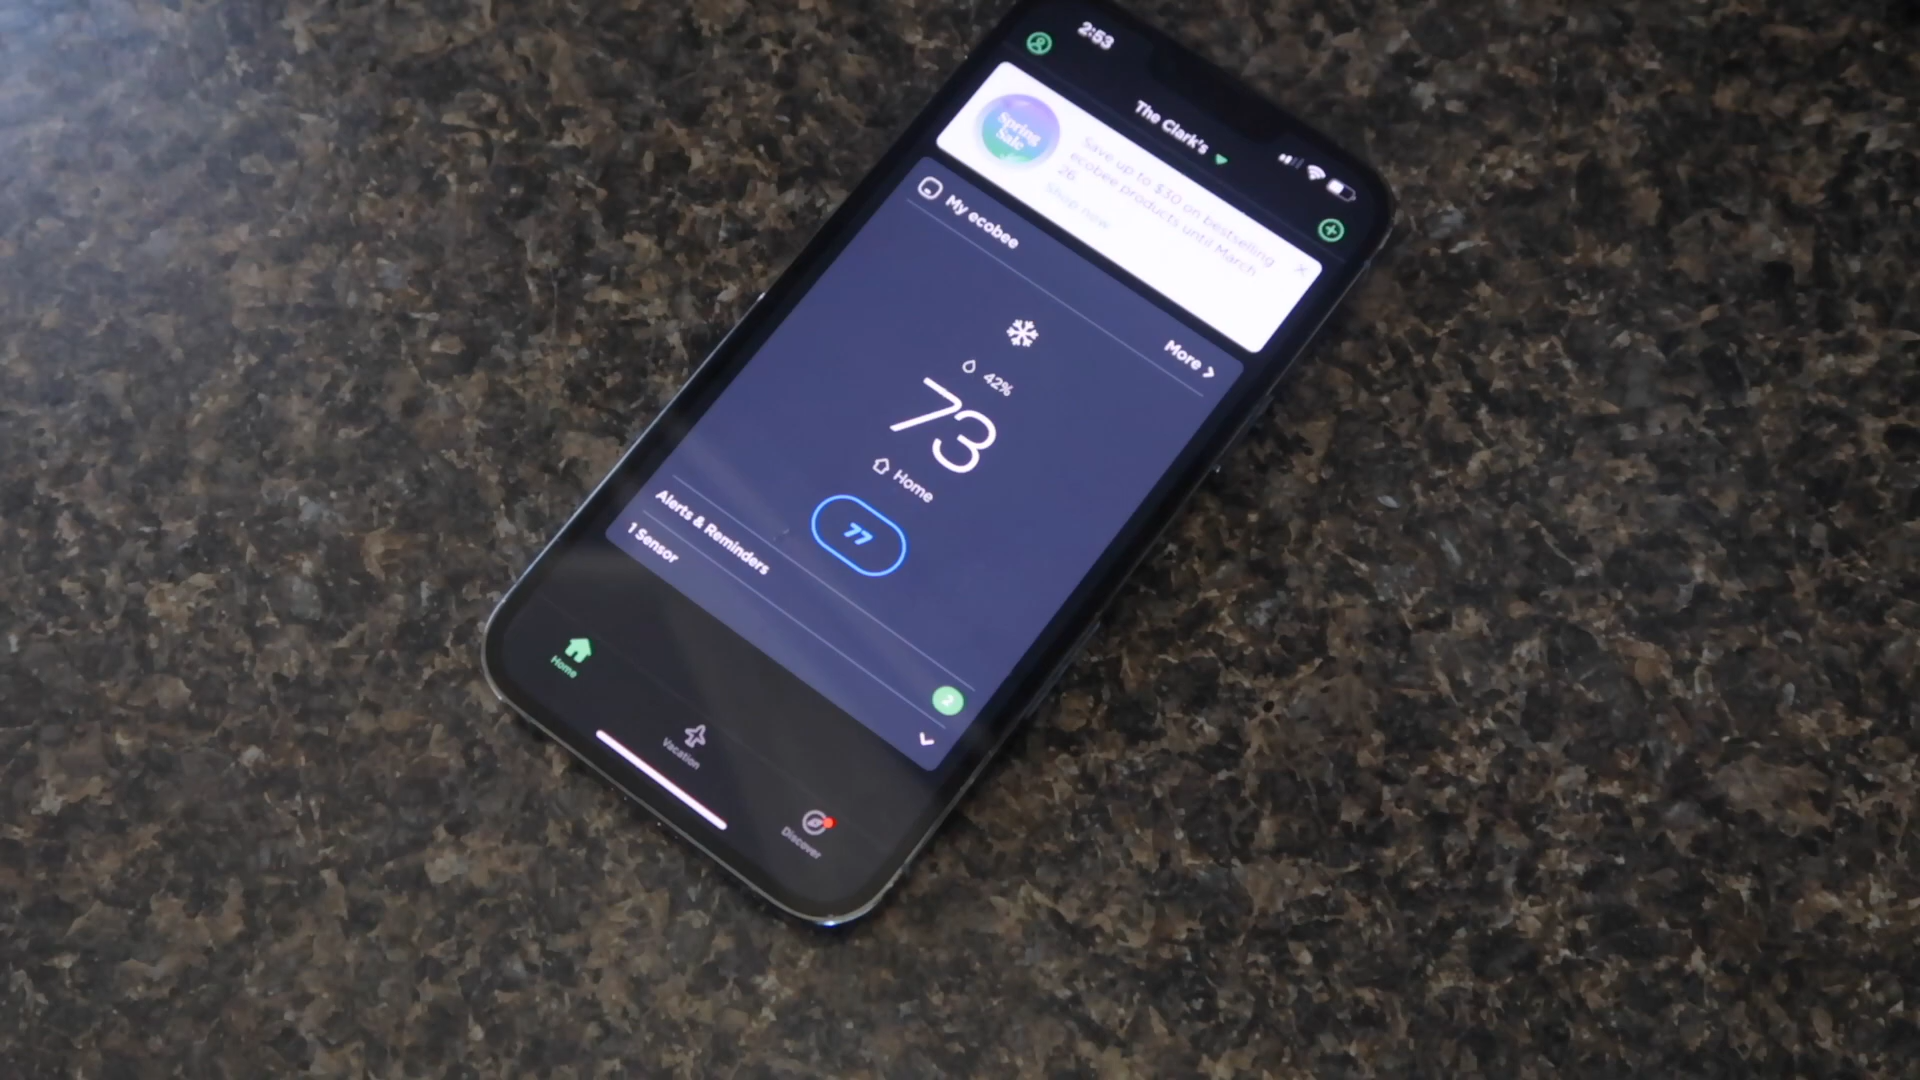 2:53
The Clark's
Spring
Sale
Save up to $30 on bestselling
ecobee products until March
26.
Shop now
My ecobee
More
42%
73
Home
77
Alerts & Reminders
2
1 Sensor
Home
Vacation
Discover